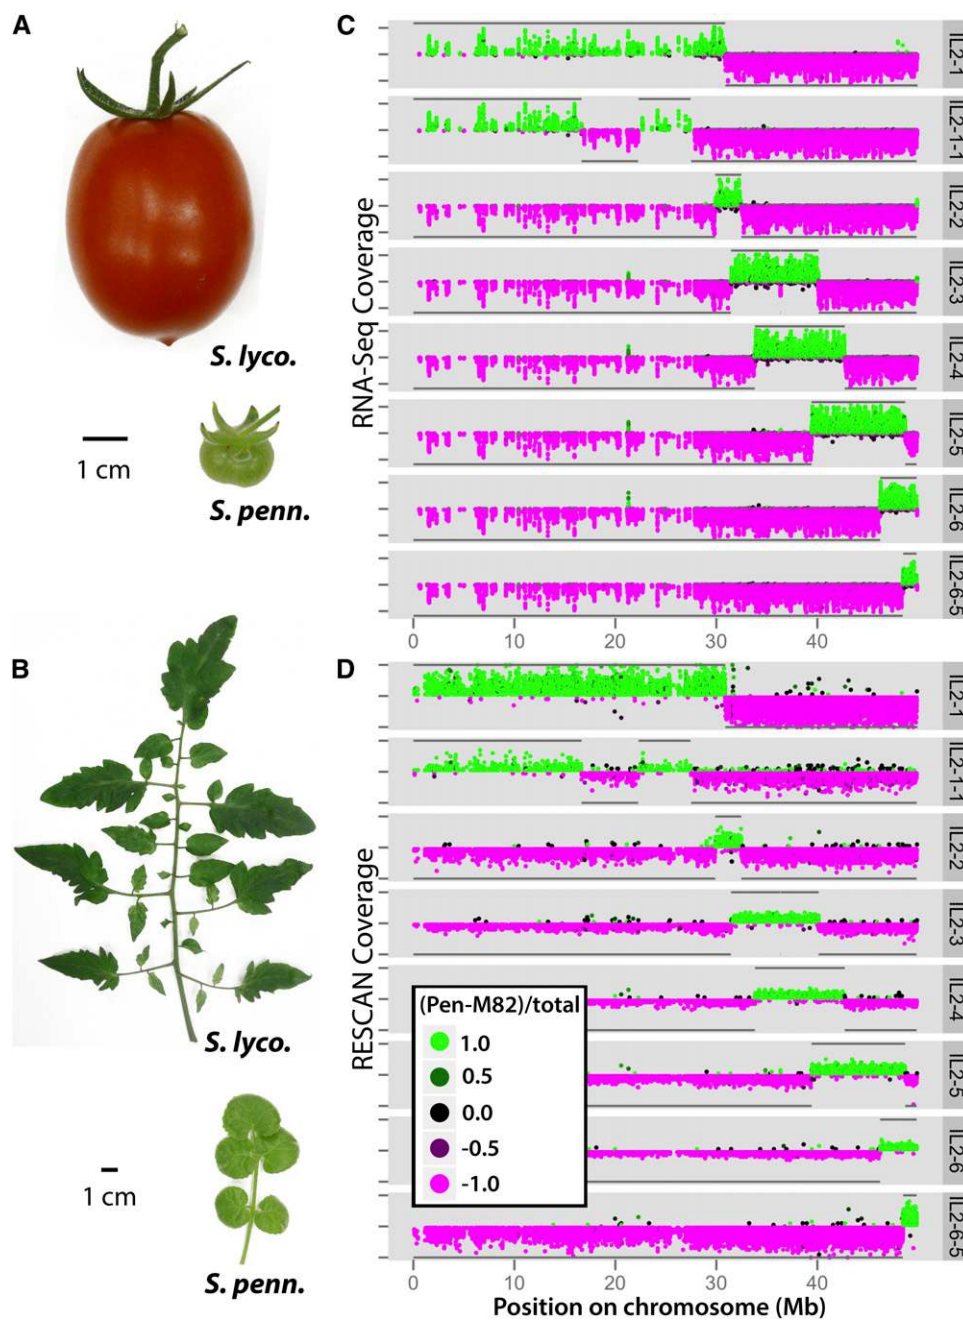 A
S. lyco.
1 cm
S. penn.
B
S. lyco.
1 cm
S. penn.
C
RNA-Seq Coverage
IL2-1
IL2-1-1
IL2-2
IL2-3
IL2-4
IL2-5
IL2-6
IL2-6-5
0 10 20 30 40
D
RESCAN Coverage
IL2-1
IL2-1-1
IL2-2
IL2-3
IL2-4
IL2-5
IL2-6
IL2-6-5
(Pen-M82)/total
1.0
0.5
0.0
-0.5
-1.0
0 10 20 30 40
Position on chromosome (Mb)